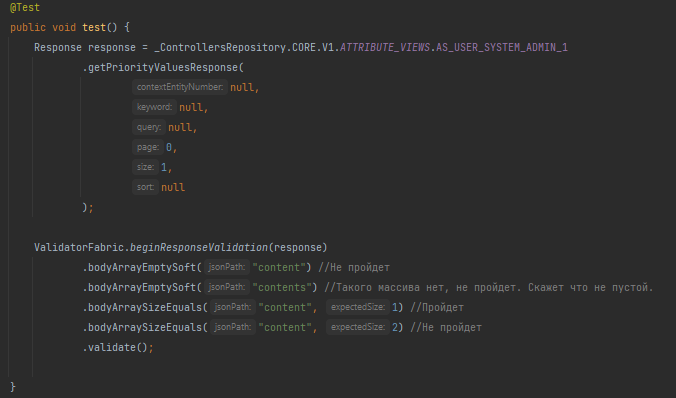 @Test
public void test() {
Response response = _ControllersRepository.CORE.V1.ATTRIBUTE_VIEWS.AS_USER_SYSTEM_ADMIN_1
.getPriorityValuesResponse(
contextEntityNumber: null,
keyword: null,
query: null,
page: 0,
size: 1,
sort: null
);
ValidatorFabric.beginResponseValidation(response)
.bodyArrayEmptySoft( jsonPath: "content") //Не пройдет
.bodyArrayEmptySoft( jsonPath: "contents") //Такого массива нет, не пройдет. Скажет что не пустой.
.bodyArraySizeEquals( jsonPath: "content", expectedSize: 1) //Пройдет
.bodyArraySizeEquals( jsonPath: "content", expectedSize: 2) //Не пройдет
.validate();
}